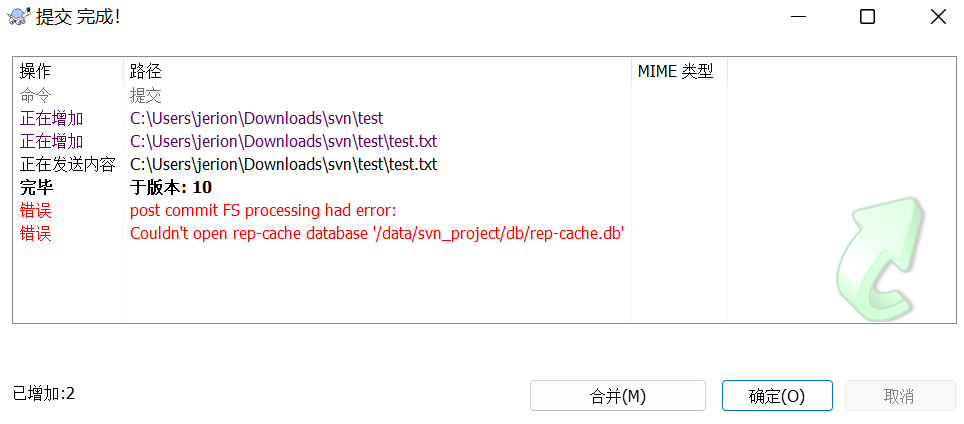 提交 完成!
操作 路径 MIME 类型
命令 提交
正在增加 C:\Users\jerion\Downloads\svn\test
正在增加 C:\Users\jerion\Downloads\svn\test\test.txt
正在发送内容 C:\Users\jerion\Downloads\svn\test\test.txt
完毕 于版本: 10
错误 post commit FS processing had error:
错误 Couldn't open rep-cache database '/data/svn_project/db/rep-cache.db'
已增加:2 合并(M) 确定(O) 取消